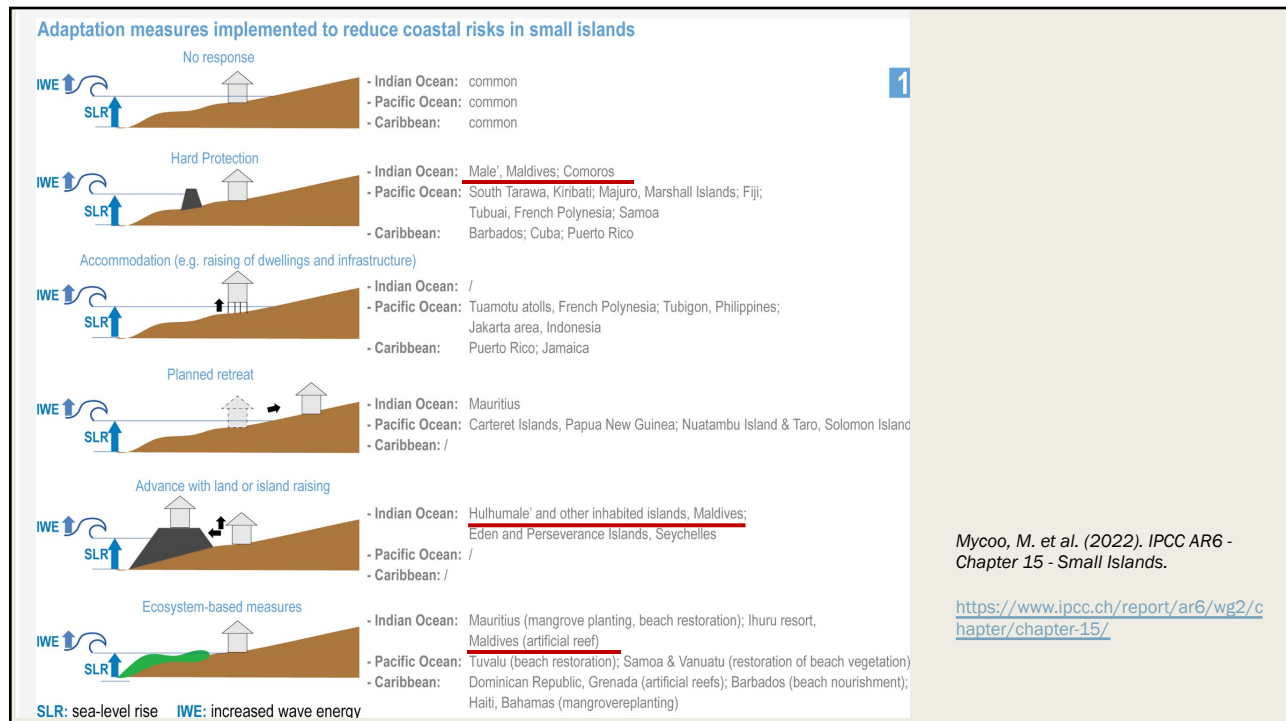 Adaptation measures implemented to reduce coastal risks in small islands
1
No response
IWE
SLR
- Indian Ocean: common
- Pacific Ocean: common
- Caribbean: common
Hard Protection
IWE
SLR
- Indian Ocean: Male’, Maldives; Comoros
- Pacific Ocean: South Tarawa, Kiribati; Majuro, Marshall Islands; Fiji;
Tubuai, French Polynesia; Samoa
- Caribbean: Barbados; Cuba; Puerto Rico
Accommodation (e.g. raising of dwellings and infrastructure)
IWE
SLR
- Indian Ocean: /
- Pacific Ocean: Tuamotu atolls, French Polynesia; Tubigon, Philippines;
Jakarta area, Indonesia
- Caribbean: Puerto Rico; Jamaica
Planned retreat
IWE
SLR
- Indian Ocean: Mauritius
- Pacific Ocean: Carteret Islands, Papua New Guinea; Nuatambu Island & Taro, Solomon Island
- Caribbean: /
Advance with land or island raising
IWE
SLR
- Indian Ocean: Hulhumale’ and other inhabited islands, Maldives;
Eden and Perseverance Islands, Seychelles
- Pacific Ocean: /
- Caribbean: /
Ecosystem-based measures
IWE
SLR
- Indian Ocean: Mauritius (mangrove planting, beach restoration); Ihuru resort,
Maldives (artificial reef)
- Pacific Ocean: Tuvalu (beach restoration); Samoa & Vanuatu (restoration of beach vegetation)
- Caribbean: Dominican Republic, Grenada (artificial reefs); Barbados (beach nourishment);
Haiti, Bahamas (mangrovereplanting)
SLR: sea-level rise IWE: increased wave energy
Mycoo, M. et al. (2022). IPCC AR6 -
Chapter 15 - Small Islands.
https://www.ipcc.ch/report/ar6/wg2/c
hapter/chapter-15/